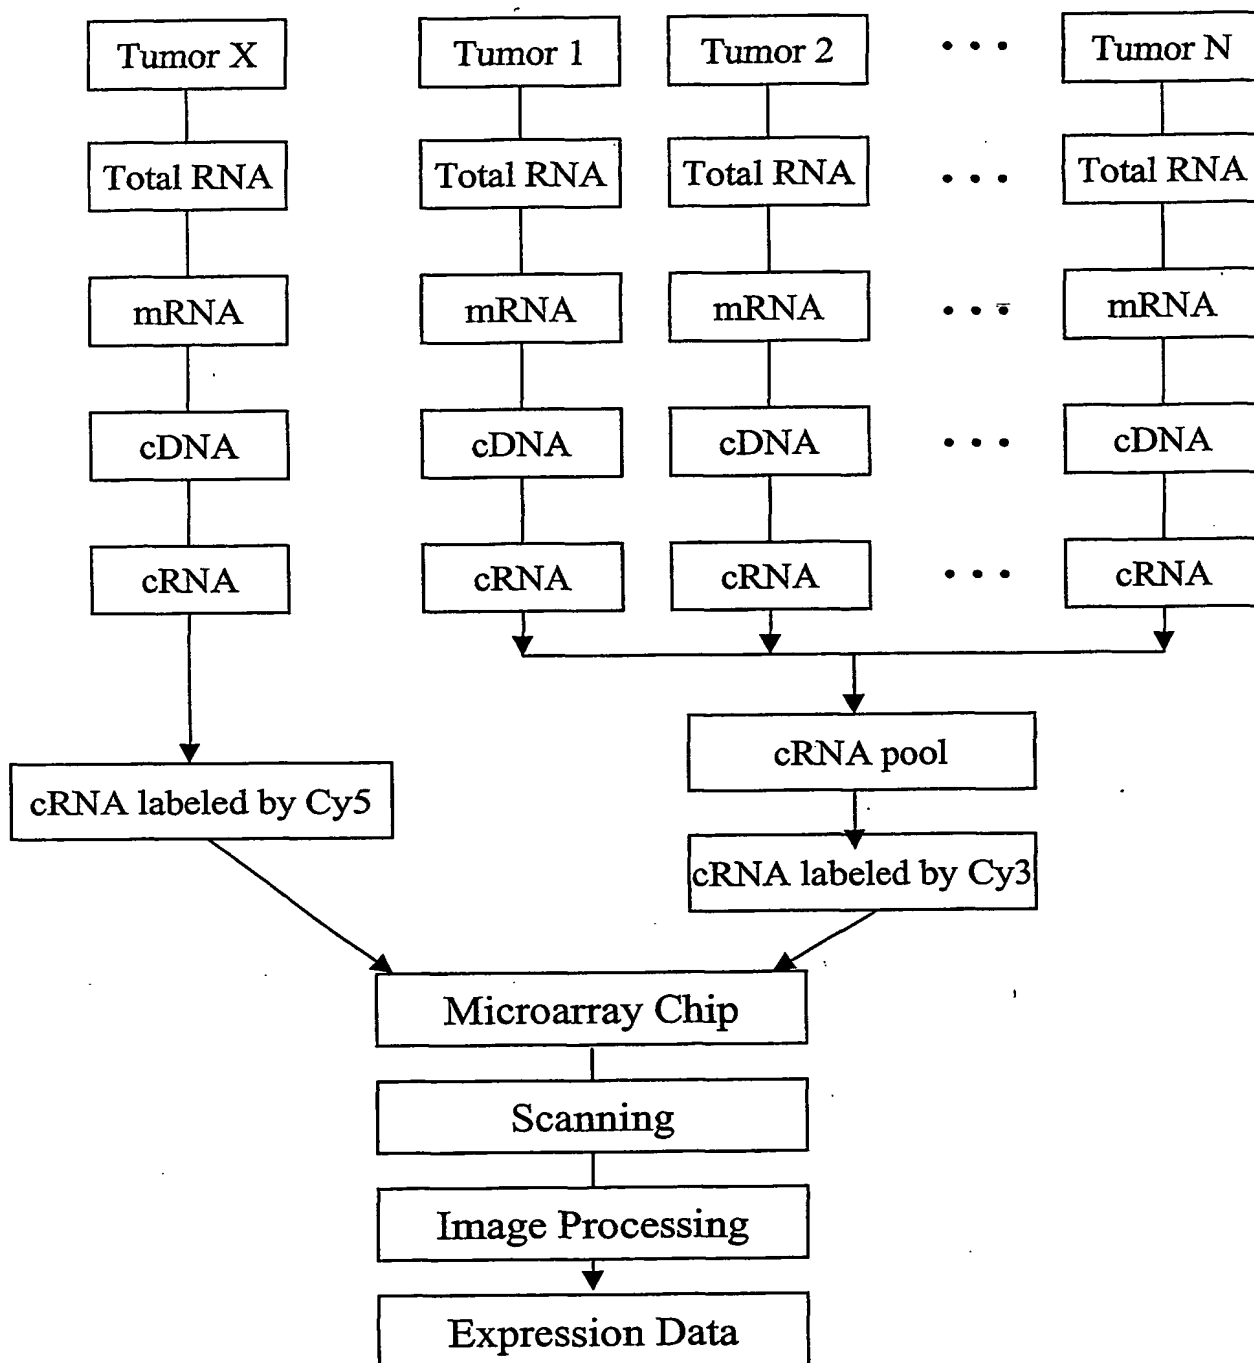 Tumor X Tumor 1 Tumor 2 • • • Tumor N
Total RNA Total RNA Total RNA • • • Total RNA
mRNA mRNA mRNA • • • mRNA
cDNA cDNA cDNA • • • cDNA
cRNA cRNA cRNA • • • cRNA
cRNA pool
cRNA labeled by Cy5
cRNA labeled by Cy3
Microarray Chip
Scanning
Image Processing
Expression Data